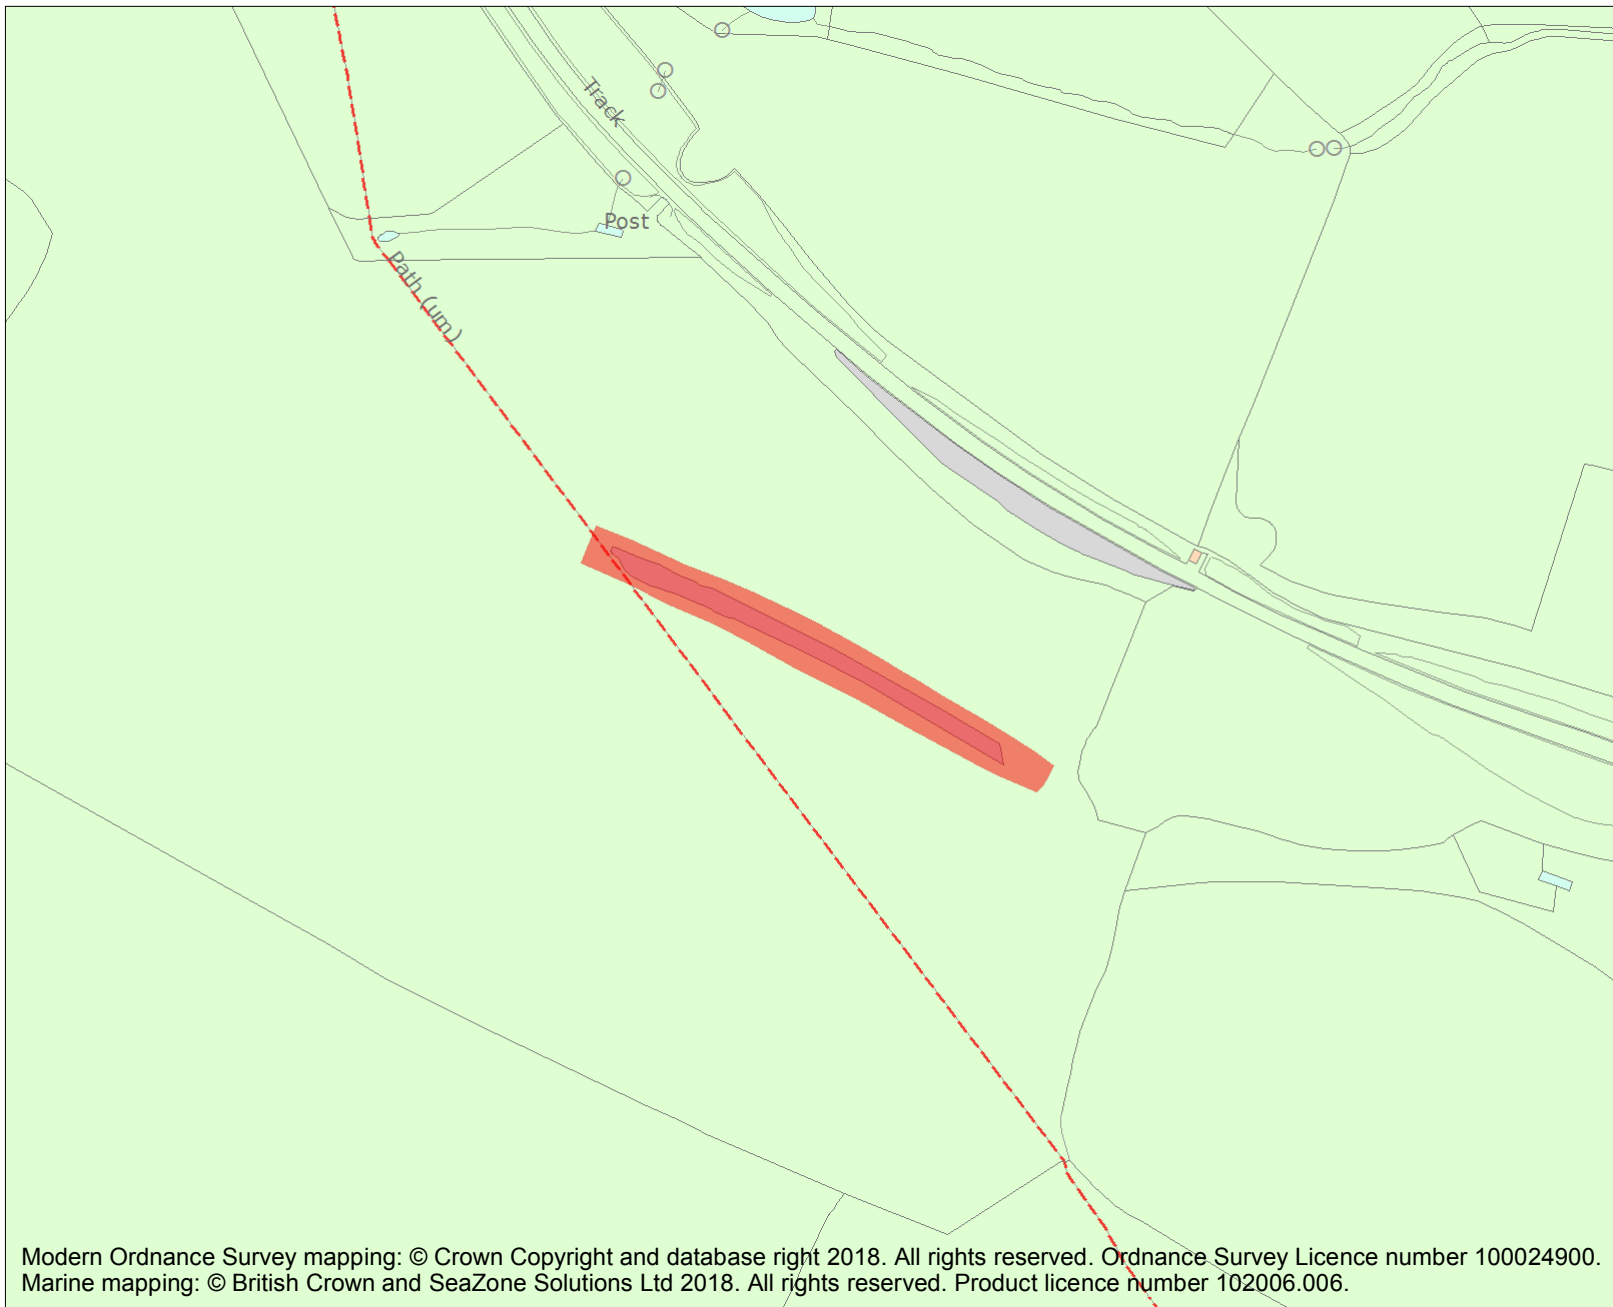 Track
Post
Path (um)
Modern Ordnance Survey mapping: © Crown Copyright and database right 2018. All rights reserved. Ordnance Survey Licence number 100024900.
Marine mapping: © British Crown and SeaZone Solutions Ltd 2018. All rights reserved. Product licence number 102006.006.